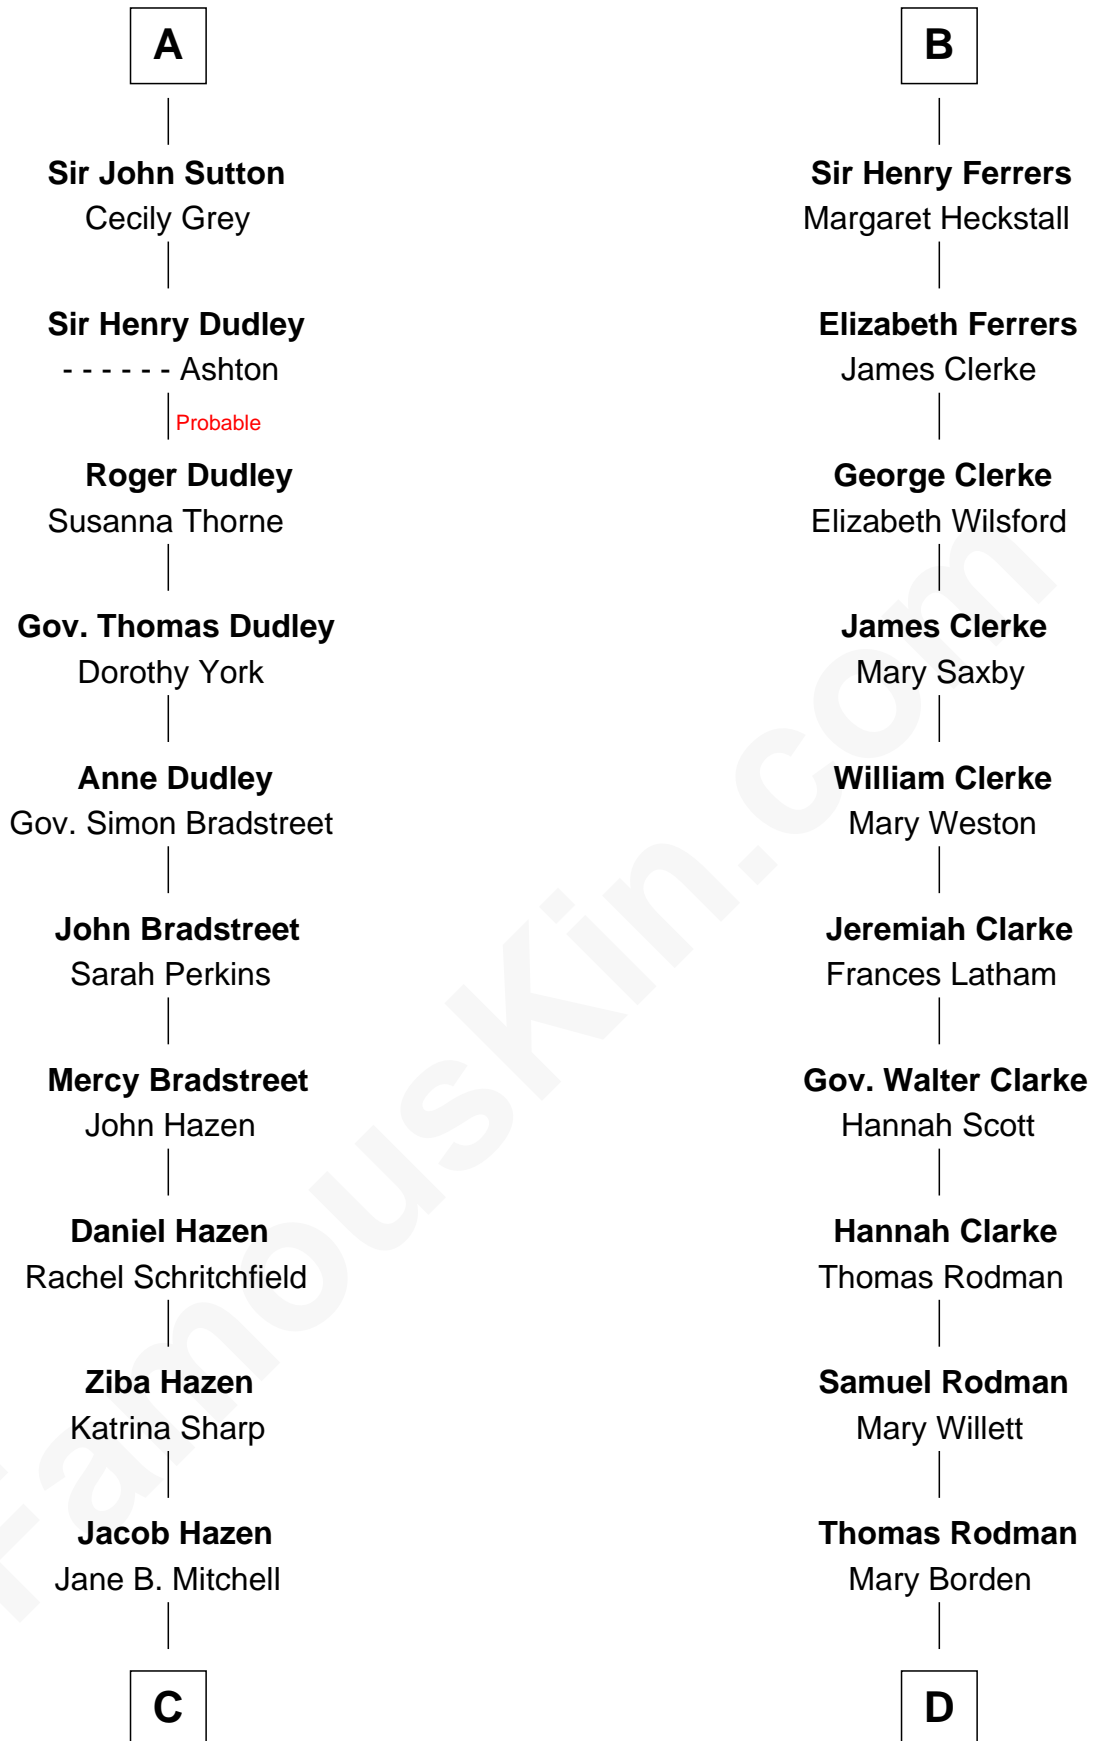 A
Sir John Sutton
Cecily Grey
Sir Henry Dudley
- - - - - - Ashton
Probable
Roger Dudley
Susanna Thorne
Gov. Thomas Dudley
Dorothy York
Anne Dudley
Gov. Simon Bradstreet
John Bradstreet
Sarah Perkins
Mercy Bradstreet
John Hazen
Daniel Hazen
Rachel Schritchfield
Ziba Hazen
Katrina Sharp
Jacob Hazen
Jane B. Mitchell
C
B
Sir Henry Ferrers
Margaret Heckstall
Elizabeth Ferrers
James Clerke
George Clerke
Elizabeth Wilsford
James Clerke
Mary Saxby
William Clerke
Mary Weston
Jeremiah Clarke
Frances Latham
Gov. Walter Clarke
Hannah Scott
Hannah Clarke
Thomas Rodman
Samuel Rodman
Mary Willett
Thomas Rodman
Mary Borden
D
FamousKin.com